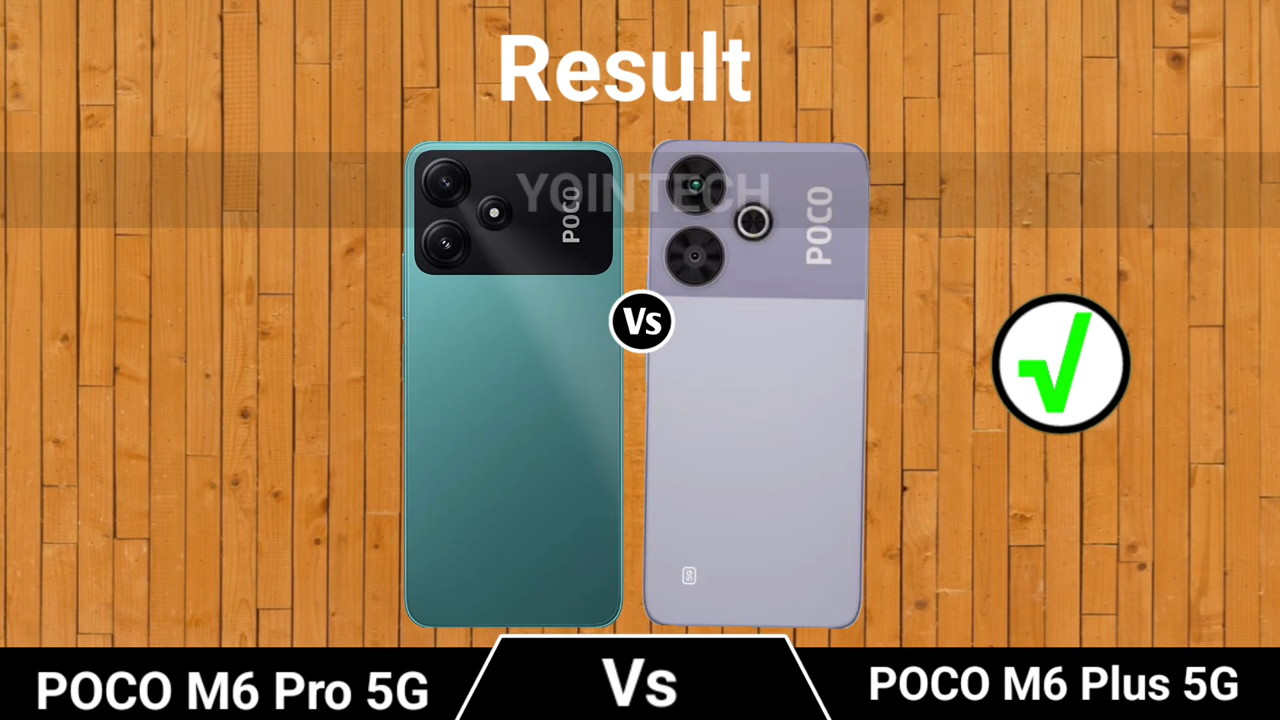 Result
YOINTECH
POCO
POCO
Vs
5G
POCO M6 Pro 5G
Vs
POCO M6 Plus 5G